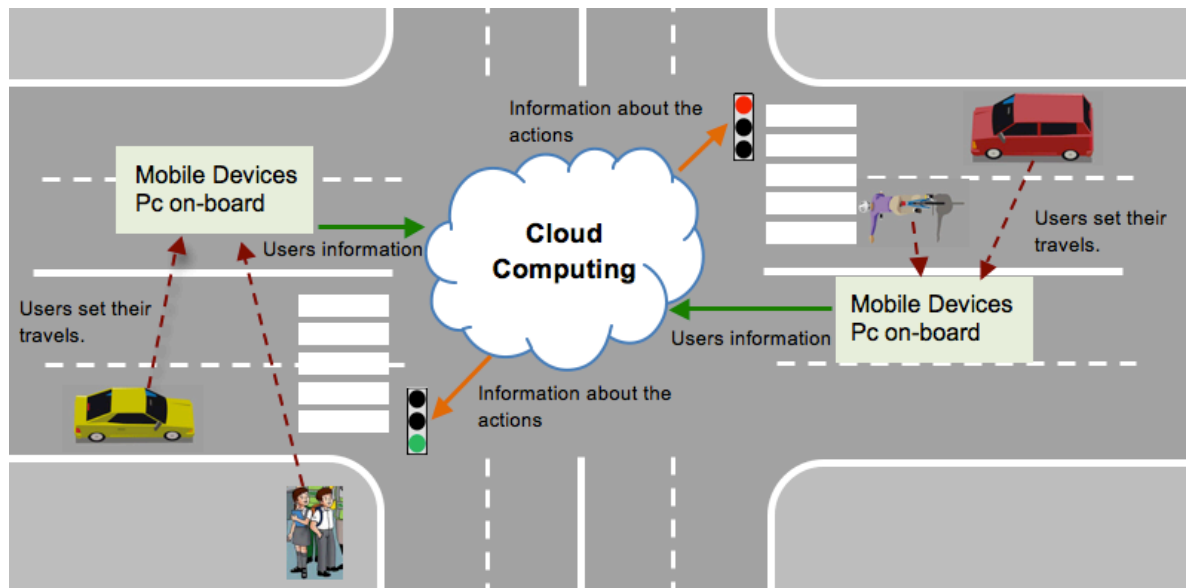 Information about the
actions
Mobile Devices
Pc on-board
Users information
Cloud
Computing
Users set their
travels.
Users set their
travels.
Mobile Devices
Pc on-board
Users information
Information about the
actions